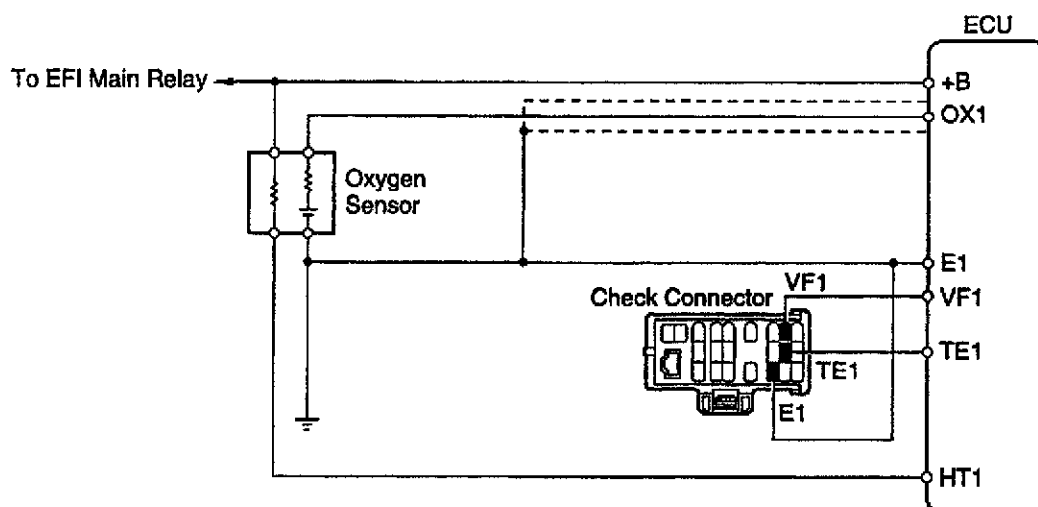 ECU
To EFI Main Relay
+B
OX1
Oxygen
Sensor
E1
VF1
Check Connector
VF1
TE1
TE1
E1
HT1